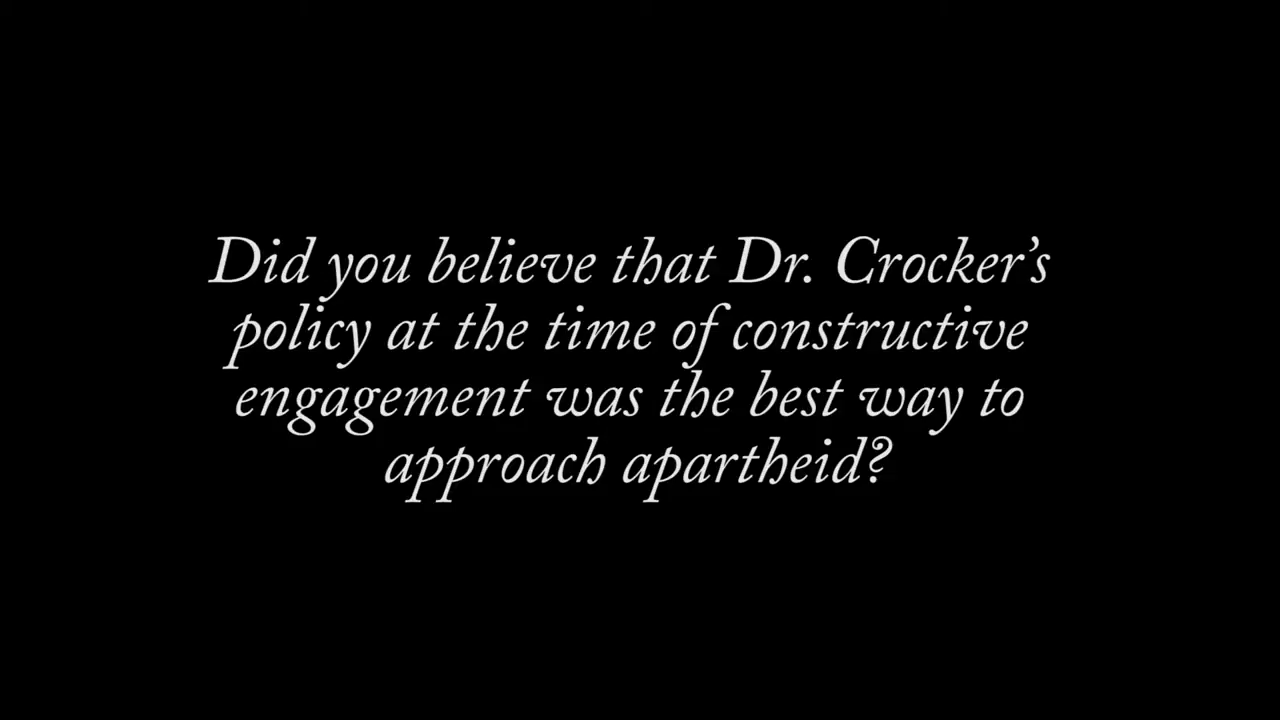 Did you believe that Dr. Crocker’s
policy at the time of constructive
engagement was the best way to
approach apartheid?